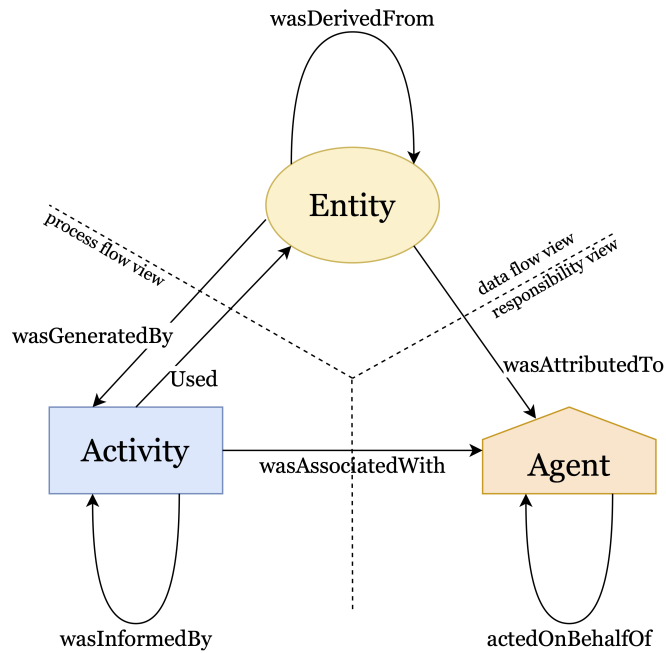 wasDerivedFrom
Entity
process flow view
data flow view
responsibility view
wasGeneratedBy
Used
wasAttributedTo
Activity
wasAssociatedWith
Agent
wasInformedBy
actedOnBehalfOf